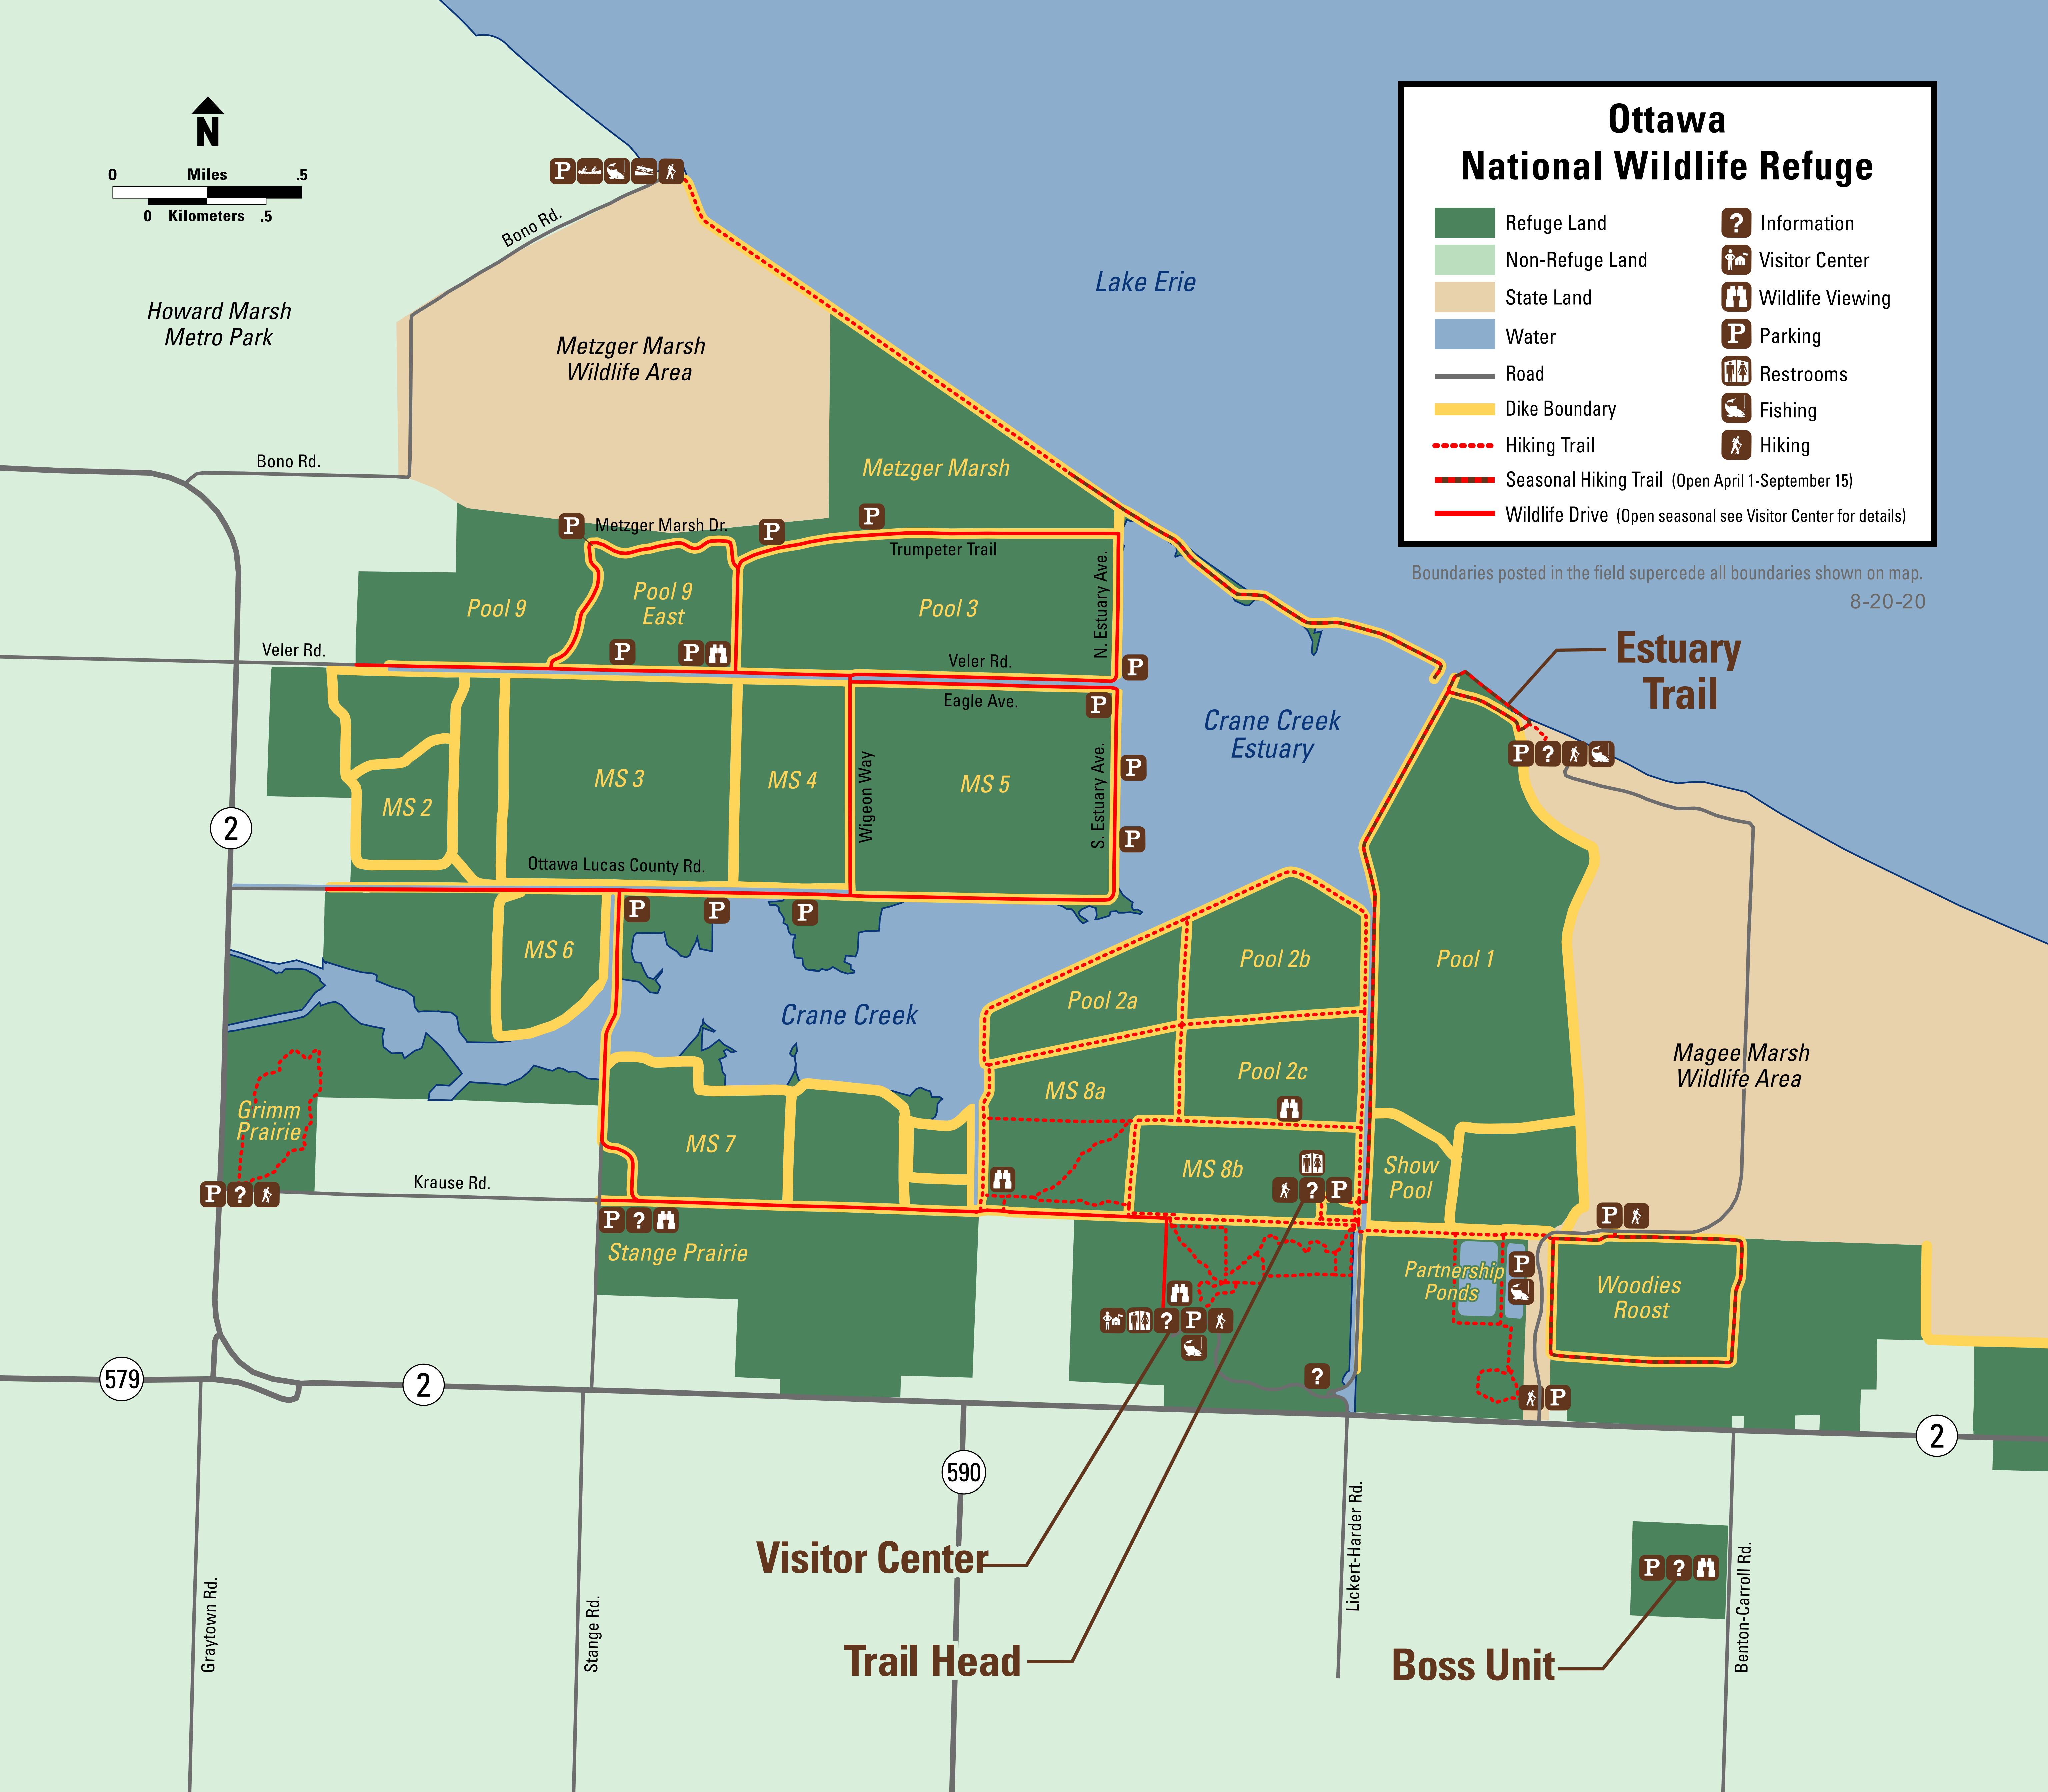 Ottawa
National Wildlife Refuge
Refuge Land
Non-Refuge Land
State Land
Water
Road
Dike Boundary
Hiking Trail
Seasonal Hiking Trail (Open April 1-September 15)
Wildlife Drive (Open seasonal see Visitor Center for details)
? Information
Visitor Center
Wildlife Viewing
P Parking
Restrooms
Fishing
Hiking
Boundaries posted in the field supercede all boundaries shown on map.
8-20-20
N
0 Miles .5
0 Kilometers .5
P
Bono Rd.
Lake Erie
Howard Marsh
Metro Park
Metzger Marsh
Wildlife Area
Bono Rd.
Metzger Marsh
P
P
Metzger Marsh Dr.
P
Trumpeter Trail
N. Estuary Ave.
Pool 9
Pool 9
East
Pool 3
P
P
Veler Rd.
Veler Rd.
P
Estuary
Trail
Eagle Ave.
P
Crane Creek
Estuary
P ?
MS 2
MS 3
MS 4
Wigeon Way
MS 5
S. Estuary Ave.
P
P
2
Ottawa Lucas County Rd.
P
P
P
MS 6
Pool 2b
Pool 1
Pool 2a
Crane Creek
Magee Marsh
Wildlife Area
Pool 2c
MS 8a
Grimm
Prairie
MS 7
MS 8b
Show
Pool
? P
P ?
Krause Rd.
P ?
Stange Prairie
P
P
Partnership
Ponds
Woodies
Roost
? P
?
P
579
2
2
590
Visitor Center
Trail Head
Boss Unit
P ?
Graytown Rd.
Stange Rd.
Lickert-Harder Rd.
Benton-Carroll Rd.